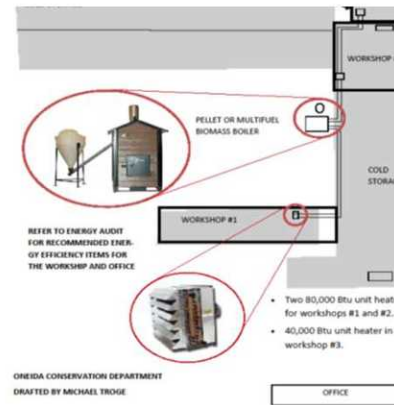 WORKSHOP
PELLET OR MULTIFUEL
BIOMASS BOILER
COLD
STORA
WORKSHOP #1
REFER TO ENERGY AUDIT
FOR RECOMMENDED ENER-
GY EFFICIENCY ITEMS FOR
THE WORKSHIP AND OFFICE
• Two 80,000 Btu unit heate
for workshops #1 and #2.
• 40,000 Btu unit heater in
workshop #3.
ONEIDA CONSERVATION DEPARTMENT
DRAFTED BY MICHAEL TROGE
OFFICE